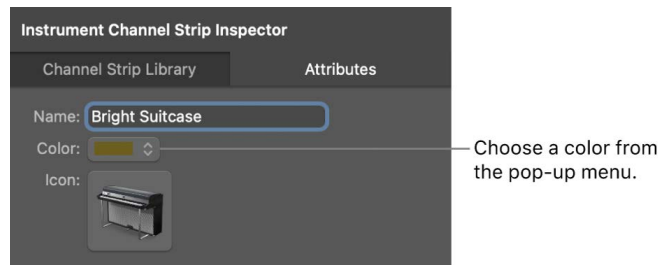 Instrument Channel Strip Inspector
Channel Strip Library Attributes
Name: Bright Suitcase
Color:
Choose a color from
the pop-up menu.
Icon: